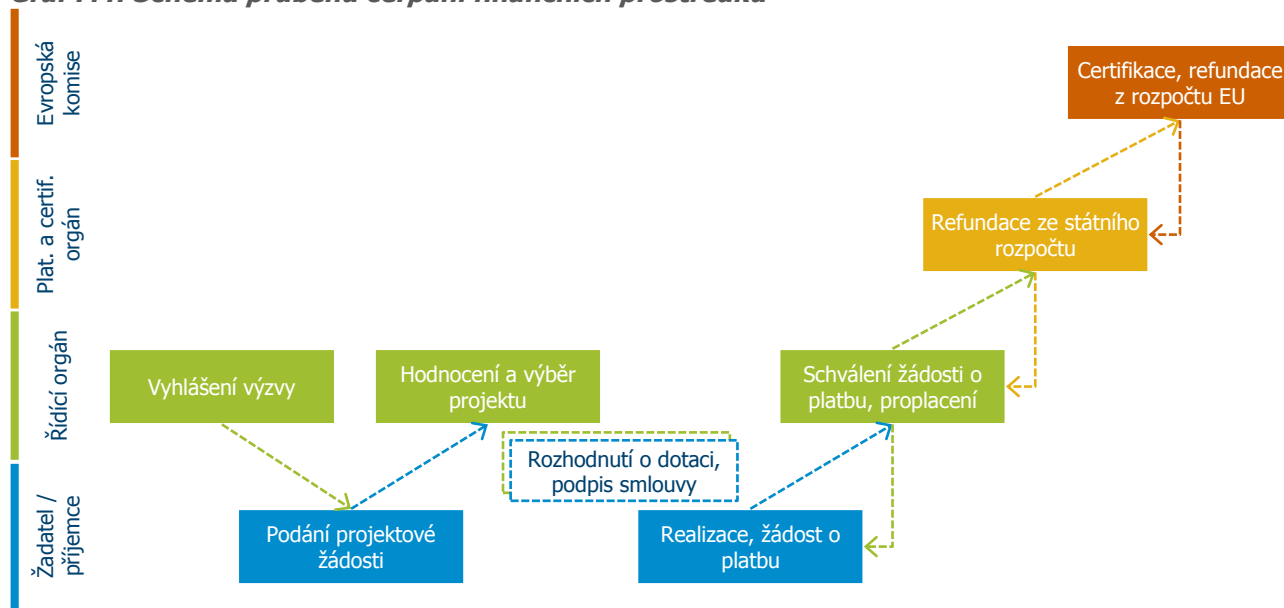 Evropská
komise
Certifikace, refundace
z rozpočtu EU
Plat. a certif.
orgán
Refundace ze státního
rozpočtu
Řídící orgán
Vyhlášení výzvy
Hodnocení a výběr
projektu
Schválení žádosti o
platbu, proplacení
Rozhodnutí o dotaci,
podpis smlouvy
Žadatel /
příjemce
Podání projektové
žádosti
Realizace, žádost o
platbu